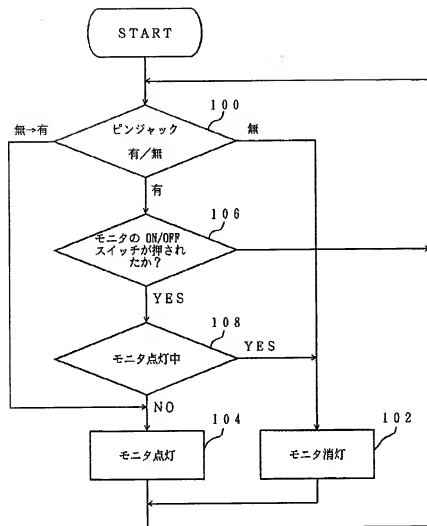 START
100
無→有
ピンジャック
有/無
無
有
106
モニタの ON/OFF
スイッチが押され
たか?
YES
108
モニタ点灯中
YES
NO
104
モニタ点灯
102
モニタ消灯